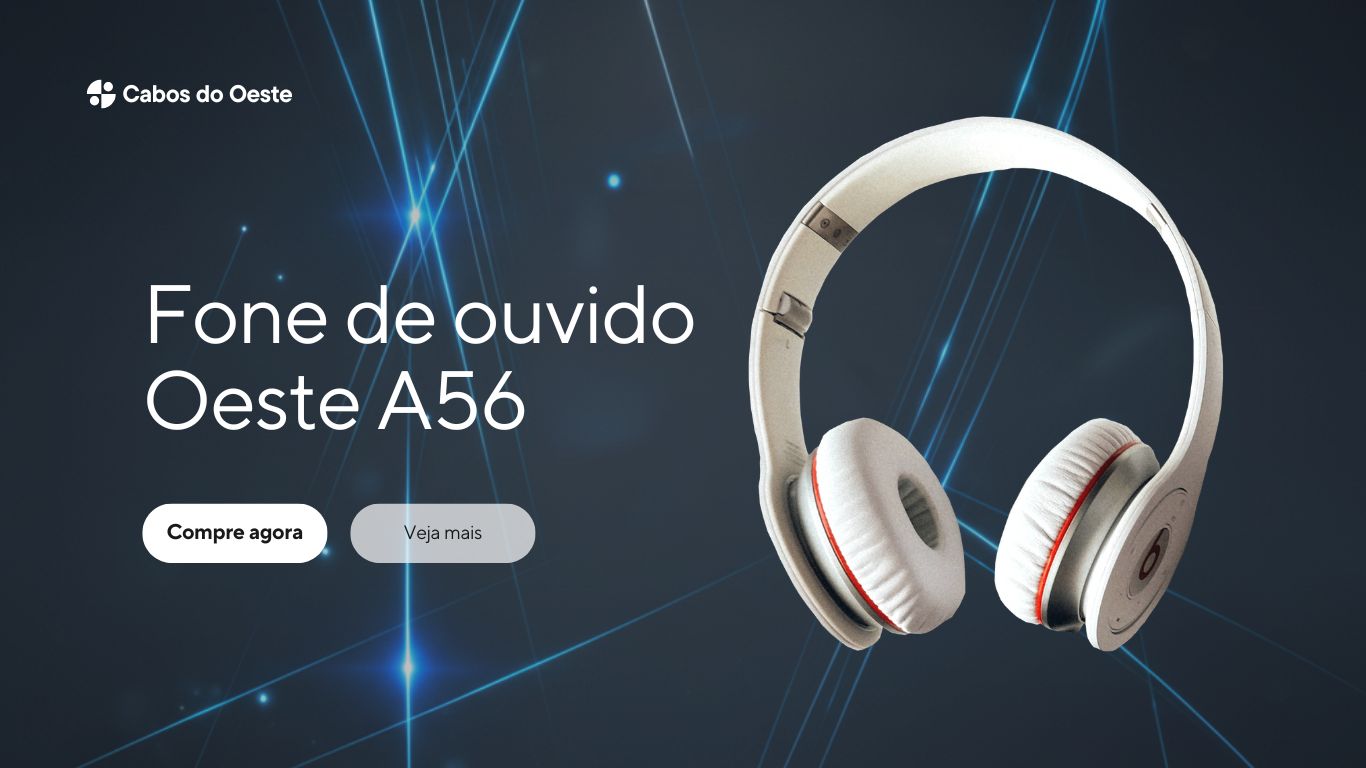 Cabos do Oeste
Fone de ouvido
Oeste A56
Compre agora
Veja mais
b